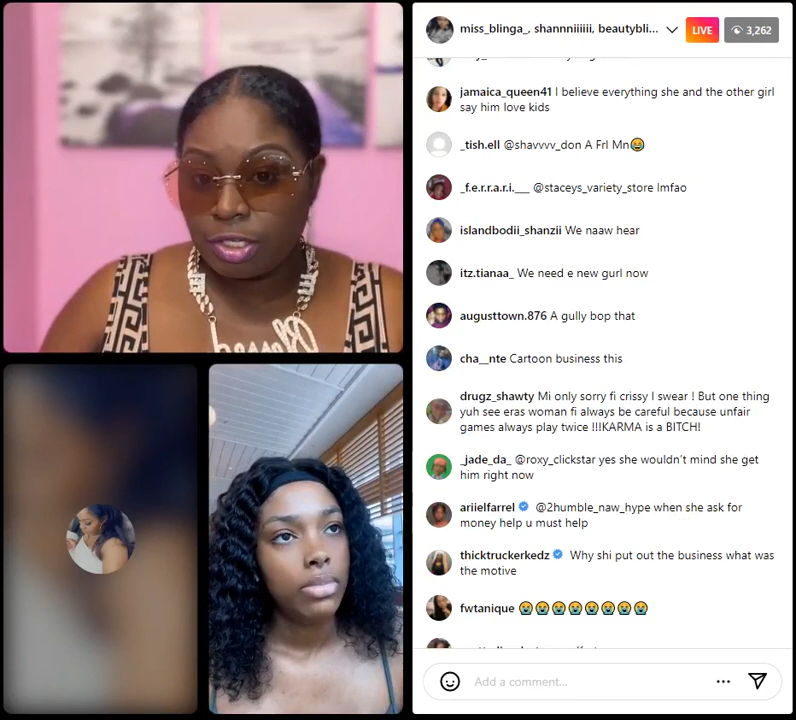 miss_blinga_, shannniiiiii, beautybli...
LIVE
3,262
jamaica_queen41 I believe everything she and the other girl
say him love kids
_tish.ell @shavvvv_don A Frl Mn😂
_f.e.r.r.a.r.i.___ @staceys_variety_store lmfao
islandbodii_shanzii We naaw hear
itz.tianaa_ We need e new gurl now
augusttown.876 A gully bop that
cha__nte Cartoon business this
drugz_shawty Mi only sorry fi crissy I swear ! But one thing
yuh see eras woman fi always be careful because unfair
games always play twice !!!KARMA is a BITCH!
_jade_da_ @roxy_clickstar yes she wouldn't mind she get
him right now
ariielfarrel @2humble_naw_hype when she ask for
money help u must help
thicktruckerkedz Why shi put out the business what was
the motive
fwtanique 😭😭😭😭😭😭😭😭
Add a comment...
Blessed